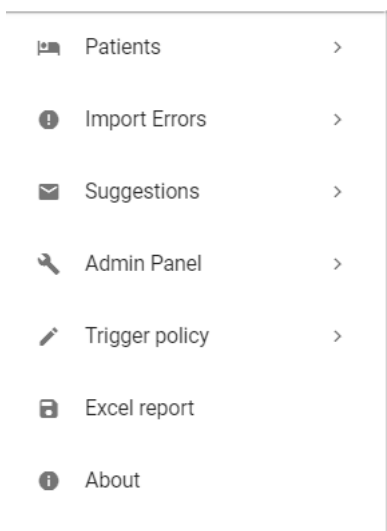 Patients
Import Errors
Suggestions
Admin Panel
Trigger policy
Excel report
About